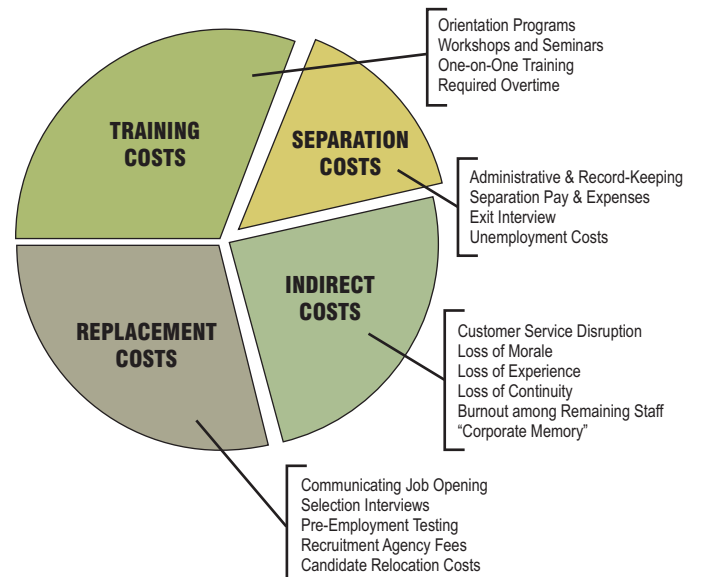 TRAINING
COSTS
Orientation Programs
Workshops and Seminars
One-on-One Training
Required Overtime
SEPARATION
COSTS
Administrative & Record-Keeping
Separation Pay & Expenses
Exit Interview
Unemployment Costs
INDIRECT
COSTS
Customer Service Disruption
Loss of Morale
Loss of Experience
Loss of Continuity
Burnout among Remaining Staff
“Corporate Memory”
REPLACEMENT
COSTS
Communicating Job Opening
Selection Interviews
Pre-Employment Testing
Recruitment Agency Fees
Candidate Relocation Costs